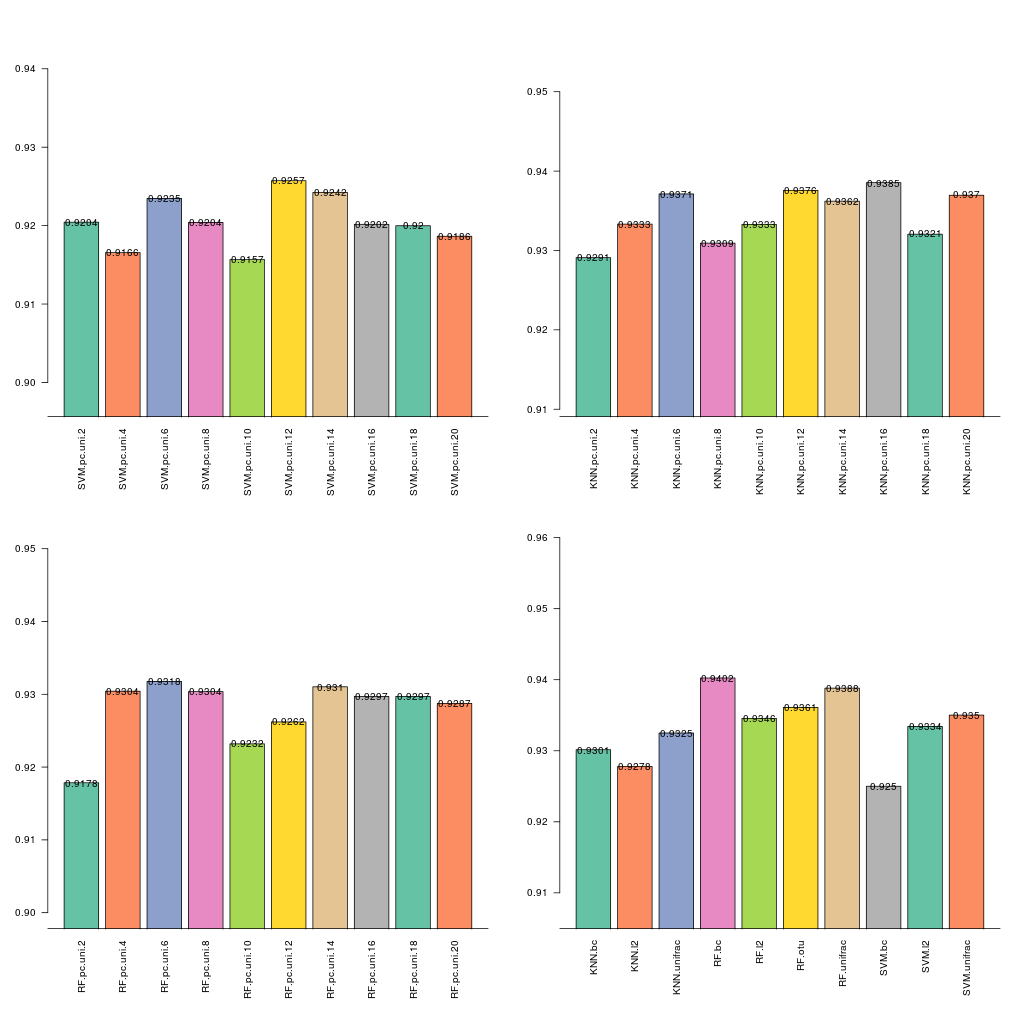 0.94
0.93
0.92
0.91
0.90
0.9204
0.9166
0.9235
0.9204
0.9157
0.9257
0.9242
0.9202
0.92
0.9186
SVM.pc.uni.2
SVM.pc.uni.4
SVM.pc.uni.6
SVM.pc.uni.8
SVM.pc.uni.10
SVM.pc.uni.12
SVM.pc.uni.14
SVM.pc.uni.16
SVM.pc.uni.18
SVM.pc.uni.20
0.95
0.94
0.93
0.92
0.91
0.9291
0.9333
0.9371
0.9309
0.9333
0.9376
0.9362
0.9385
0.9321
0.937
KNN.pc.uni.2
KNN.pc.uni.4
KNN.pc.uni.6
KNN.pc.uni.8
KNN.pc.uni.10
KNN.pc.uni.12
KNN.pc.uni.14
KNN.pc.uni.16
KNN.pc.uni.18
KNN.pc.uni.20
0.95
0.94
0.93
0.92
0.91
0.90
0.9178
0.9304
0.9318
0.9304
0.9232
0.9262
0.931
0.9297
0.9297
0.9287
RF.pc.uni.2
RF.pc.uni.4
RF.pc.uni.6
RF.pc.uni.8
RF.pc.uni.10
RF.pc.uni.12
RF.pc.uni.14
RF.pc.uni.16
RF.pc.uni.18
RF.pc.uni.20
0.96
0.95
0.94
0.93
0.92
0.91
0.9301
0.9278
0.9325
0.9402
0.9346
0.9361
0.9388
0.925
0.9334
0.935
KNN.bc
KNN.l2
KNN.unifrac
RF.bc
RF.l2
RF.otu
RF.unifrac
SVM.bc
SVM.l2
SVM.unifrac